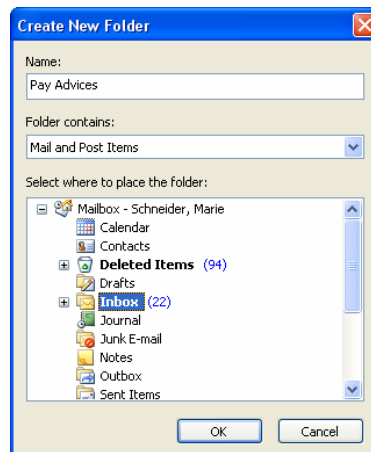 Create New Folder
Name:
Pay Advices
Folder contains:
Mail and Post Items
Select where to place the folder:
Mailbox - Schneider, Marie
Calendar
Contacts
Deleted Items (94)
Drafts
Inbox (22)
Journal
Junk E-mail
Notes
Outbox
Sent Items
OK Cancel